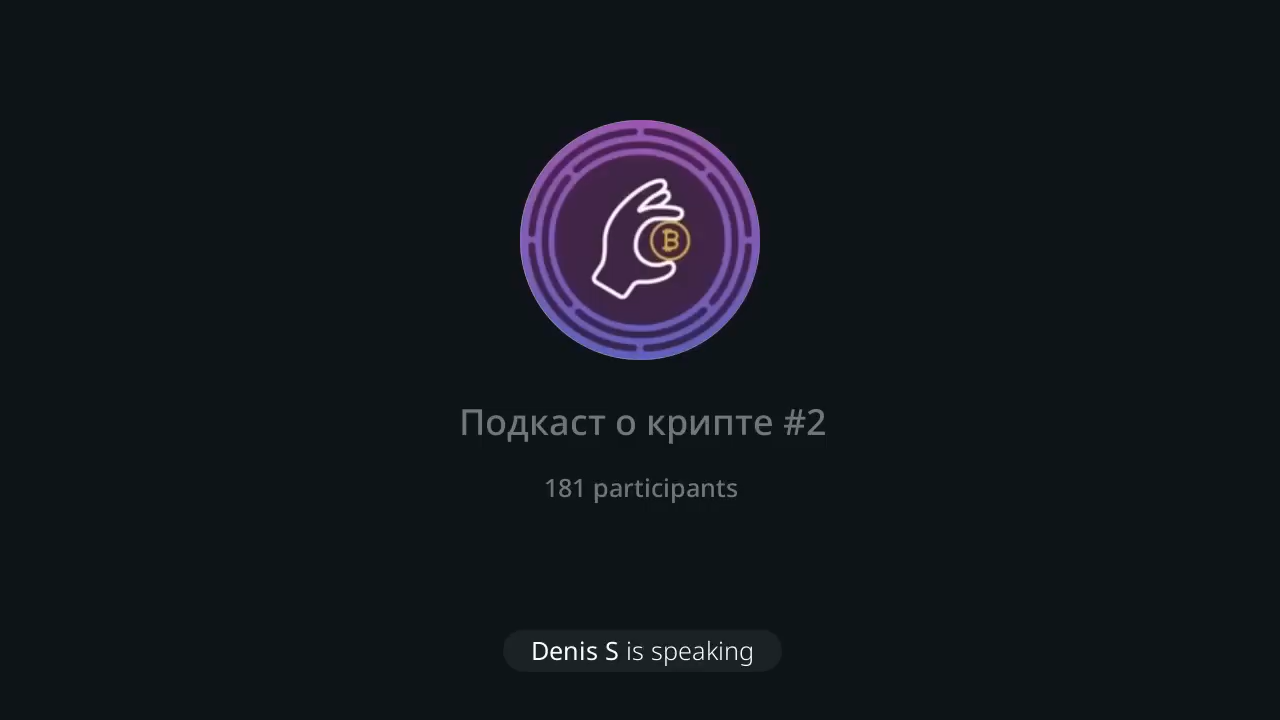 Подкаст о крипте #2
181 participants
Denis S is speaking